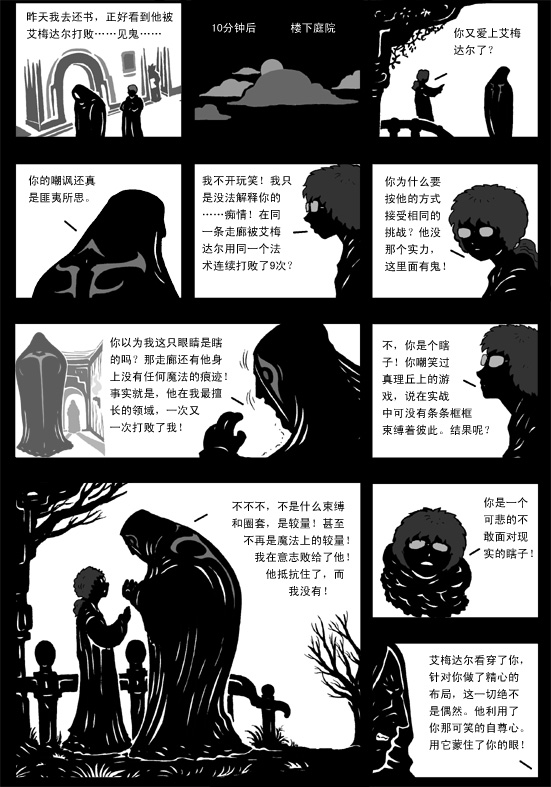 昨天我去还书，正好看到他被
艾梅达尔打败……见鬼……
10分钟后 楼下庭院
你又爱上艾梅
达尔了？
你的嘲讽还真
是匪夷所思。
我不开玩笑！我只
是没法解释你的
……痴情！在同
一条走廊被艾梅
达尔用同一个法
术连续打败了9次？
你为什么要
按他的方式
接受相同的
挑战？他没
那个实力，
这里面有鬼！
你以为我这只眼睛是瞎
的吗？那走廊还有他身
上没有任何魔法的痕迹！
事实就是，他在我最擅
长的领域，一次又
一次打败了我！
不，你是个瞎
子！你嘲笑过
真理丘上的游
戏，说在实战
中可没有条条框框
束缚着彼此。结果呢？
不不不，不是什么束缚
和圈套，是较量！甚至
不再是魔法上的较量！
我在意志败给了他！
他抵抗住了，而
我没有！
你是一个
可悲的不
敢面对现
实的瞎子！
艾梅达尔看穿了你，
针对你做了精心的
布局，这一切绝不
是偶然。他利用了
你那可笑的自尊心。
用它蒙住了你的眼！